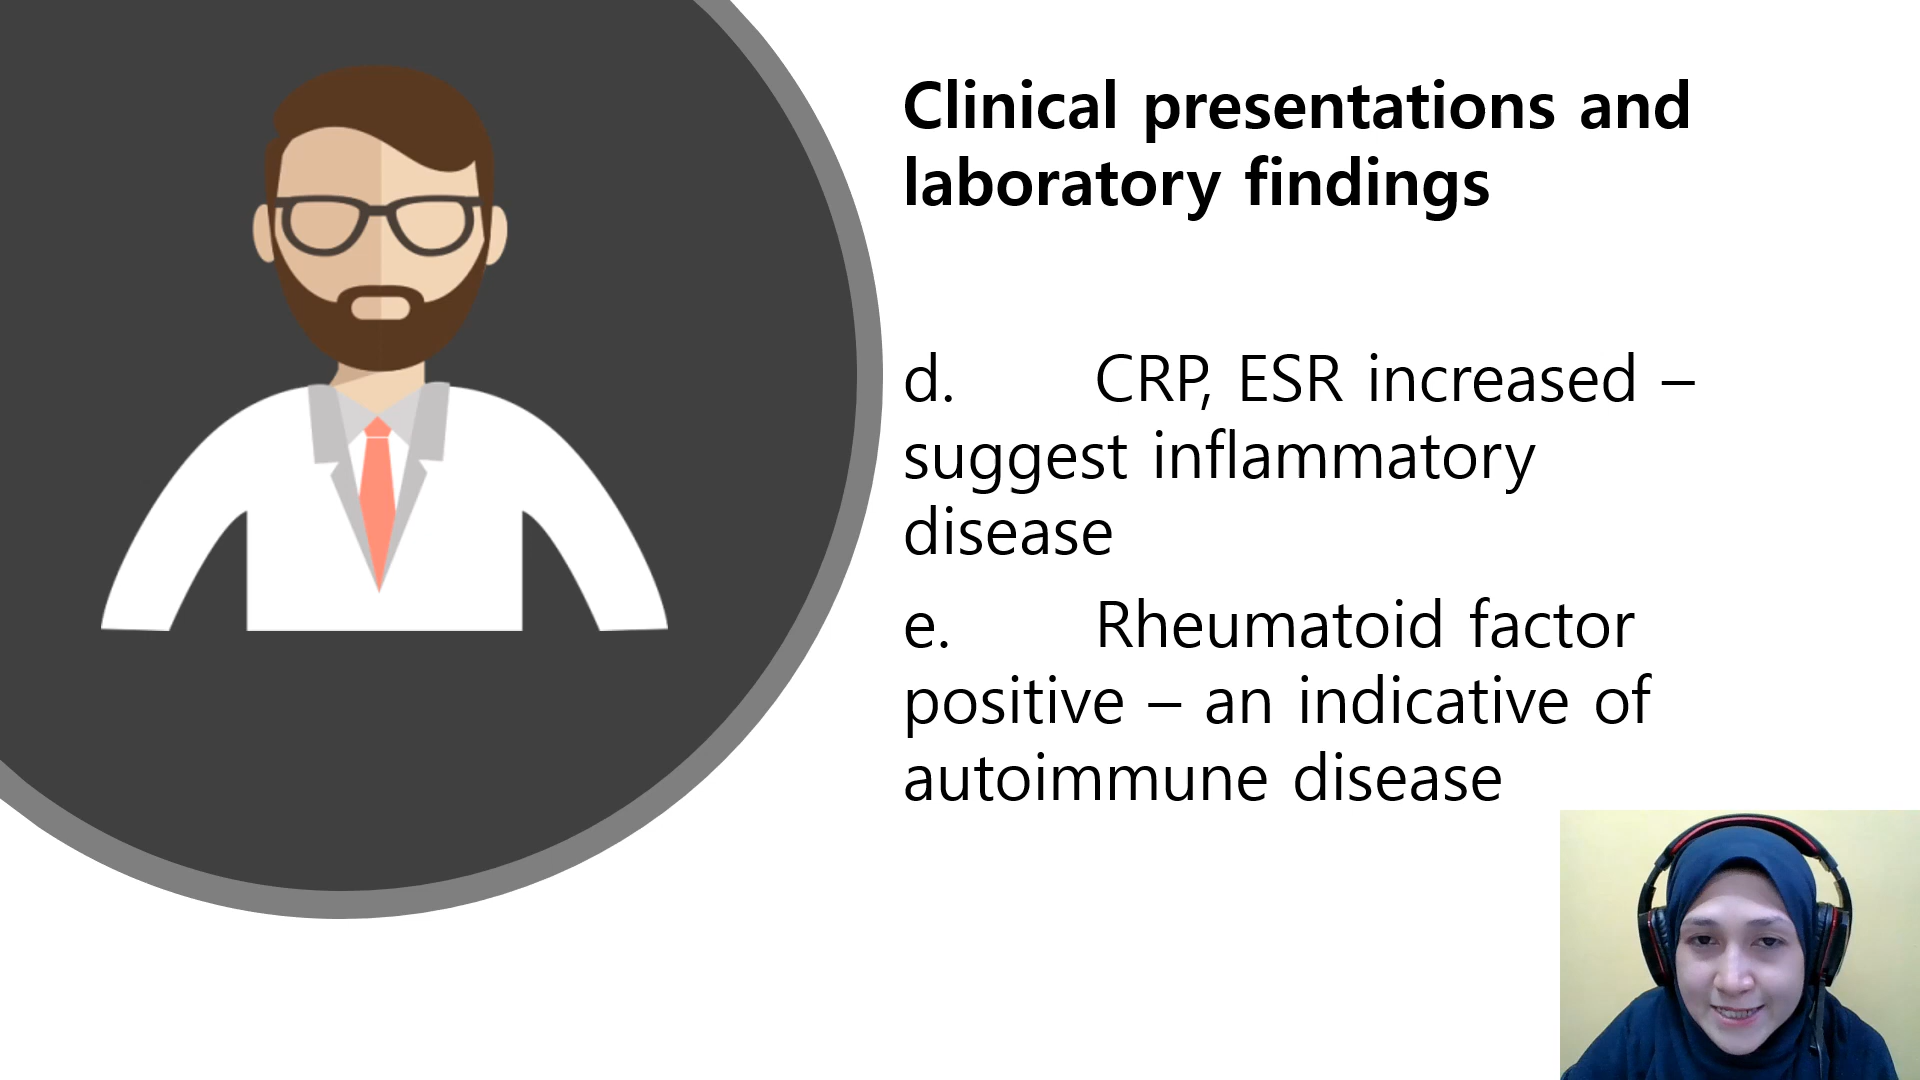 Clinical presentations and
laboratory findings
d. CRP, ESR increased –
suggest inflammatory
disease
e. Rheumatoid factor
positive – an indicative of
autoimmune disease